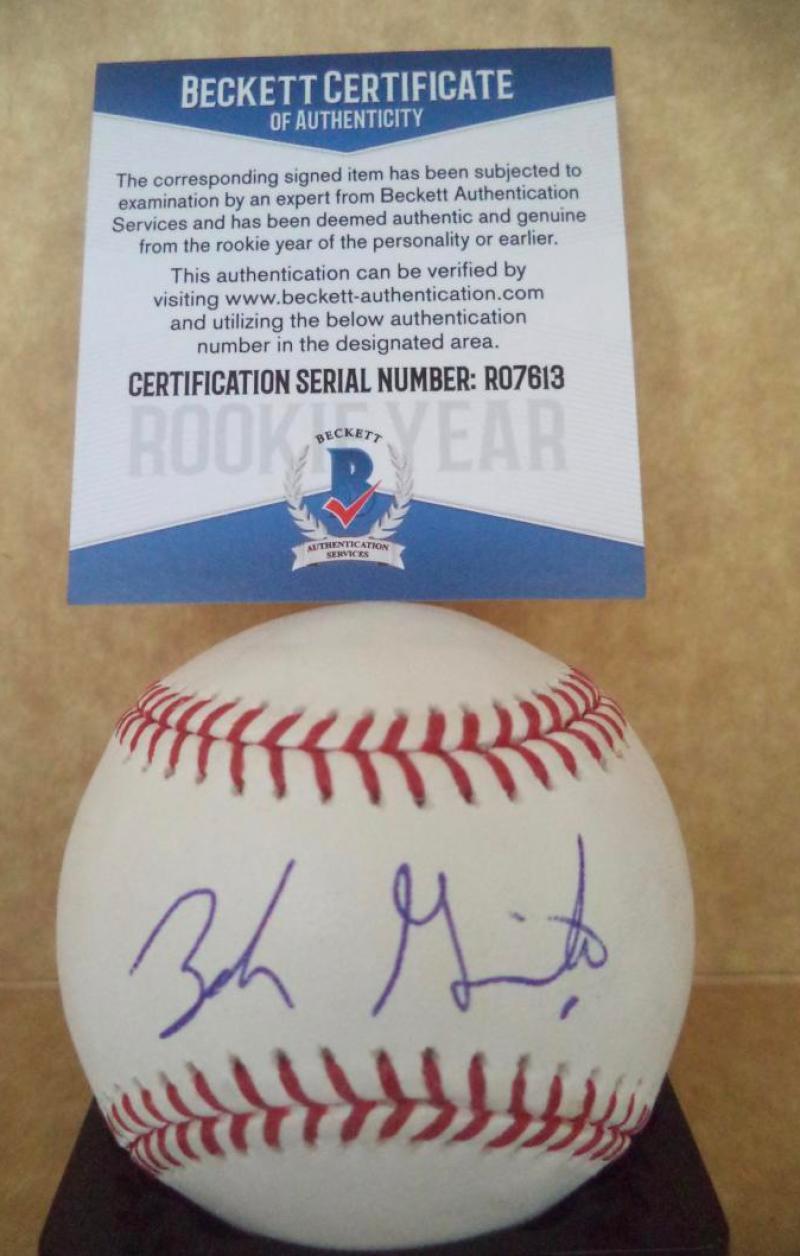 BECKETT CERTIFICATE
OF AUTHENTICITY
The corresponding signed item has been subjected to
examination by an expert from Beckett Authentication
Services and has been deemed authentic and genuine
from the rookie year of the personality or earlier.
This authentication can be verified by
visiting www.beckett-authentication.com
and utilizing the below authentication
number in the designated area.
CERTIFICATION SERIAL NUMBER: R07613
ROOKIE YEAR
BECKETT
B
AUTHENTICATION
SERVICES